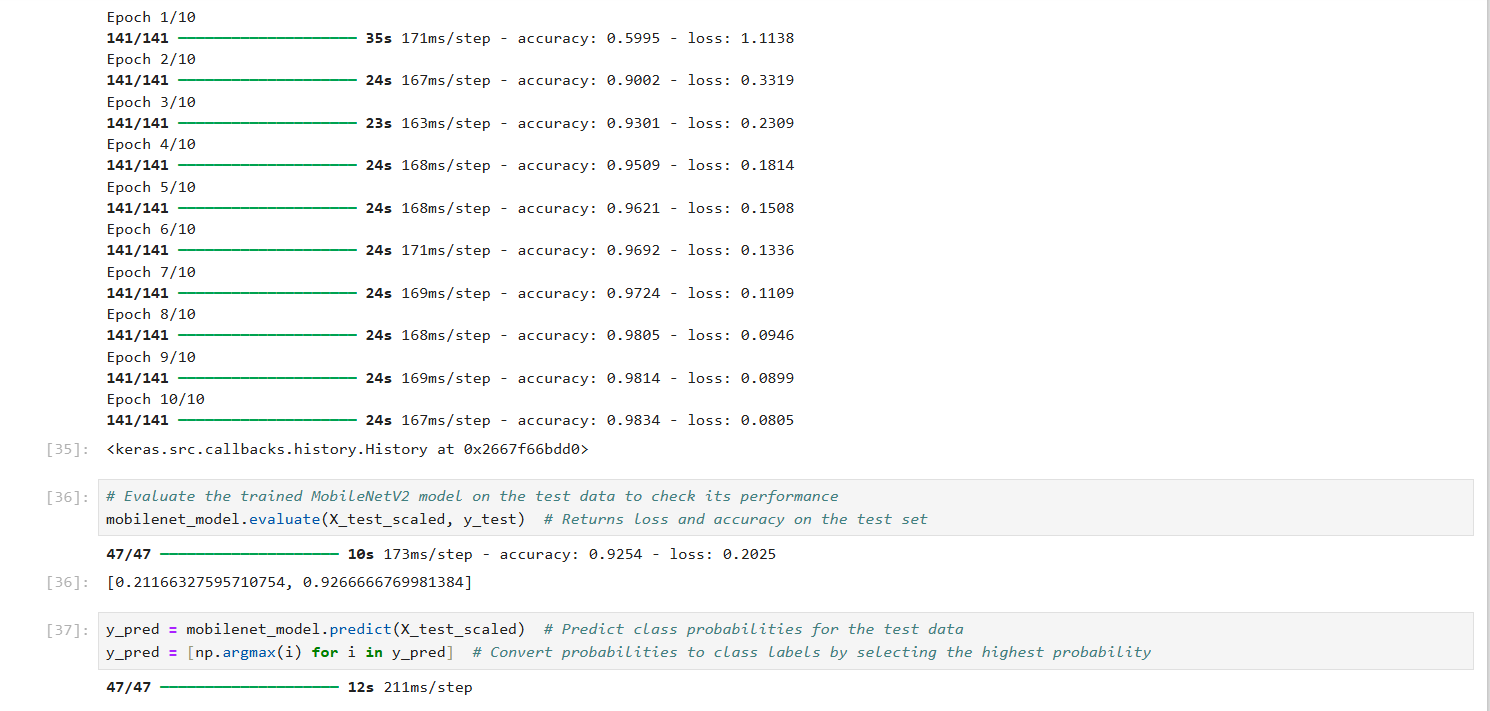 Epoch 1/10
141/141 ━━━━━━━━━━━━━━━━━━━━ 35s 171ms/step - accuracy: 0.5995 - loss: 1.1138
Epoch 2/10
141/141 ━━━━━━━━━━━━━━━━━━━━ 24s 167ms/step - accuracy: 0.9002 - loss: 0.3319
Epoch 3/10
141/141 ━━━━━━━━━━━━━━━━━━━━ 23s 163ms/step - accuracy: 0.9301 - loss: 0.2309
Epoch 4/10
141/141 ━━━━━━━━━━━━━━━━━━━━ 24s 168ms/step - accuracy: 0.9509 - loss: 0.1814
Epoch 5/10
141/141 ━━━━━━━━━━━━━━━━━━━━ 24s 168ms/step - accuracy: 0.9621 - loss: 0.1508
Epoch 6/10
141/141 ━━━━━━━━━━━━━━━━━━━━ 24s 171ms/step - accuracy: 0.9692 - loss: 0.1336
Epoch 7/10
141/141 ━━━━━━━━━━━━━━━━━━━━ 24s 169ms/step - accuracy: 0.9724 - loss: 0.1109
Epoch 8/10
141/141 ━━━━━━━━━━━━━━━━━━━━ 24s 168ms/step - accuracy: 0.9805 - loss: 0.0946
Epoch 9/10
141/141 ━━━━━━━━━━━━━━━━━━━━ 24s 169ms/step - accuracy: 0.9814 - loss: 0.0899
Epoch 10/10
141/141 ━━━━━━━━━━━━━━━━━━━━ 24s 167ms/step - accuracy: 0.9834 - loss: 0.0805
[35]: <keras.src.callbacks.history.History at 0x2667f66bdd0>
[36]: # Evaluate the trained MobileNetV2 model on the test data to check its performance
mobilenet_model.evaluate(X_test_scaled, y_test)  # Returns loss and accuracy on the test set
47/47 ━━━━━━━━━━━━━━━━━━━━ 10s 173ms/step - accuracy: 0.9254 - loss: 0.2025
[36]: [0.21166327595710754, 0.9266666769981384]
[37]: y_pred = mobilenet_model.predict(X_test_scaled)  # Predict class probabilities for the test data
y_pred = [np.argmax(i) for i in y_pred]  # Convert probabilities to class labels by selecting the highest probability
47/47 ━━━━━━━━━━━━━━━━━━━━ 12s 211ms/step